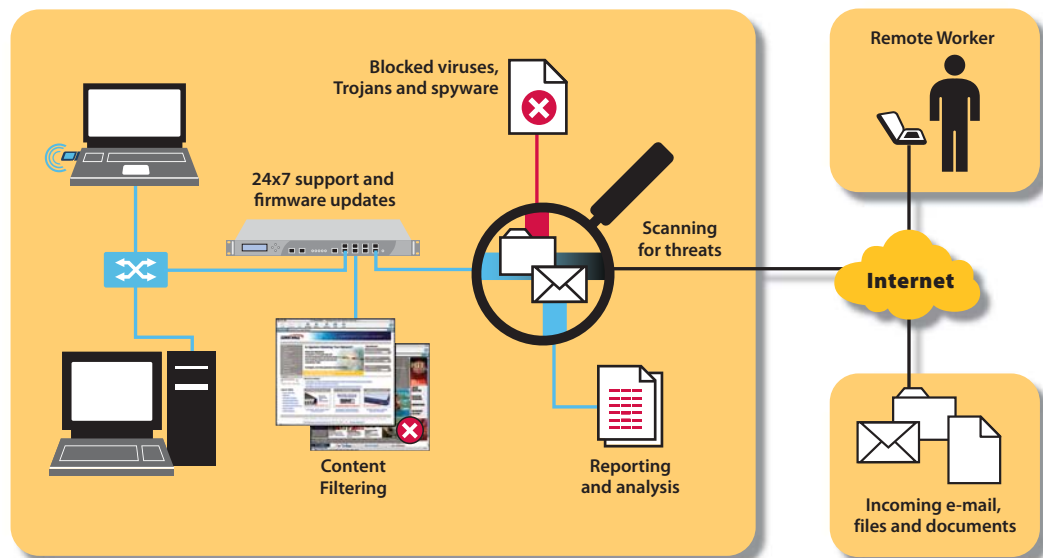 Blocked viruses,
Trojans and spyware
24x7 support and
firmware updates
Scanning
for threats
Content
Filtering
Reporting
and analysis
Remote Worker
Internet
Incoming e-mail,
files and documents